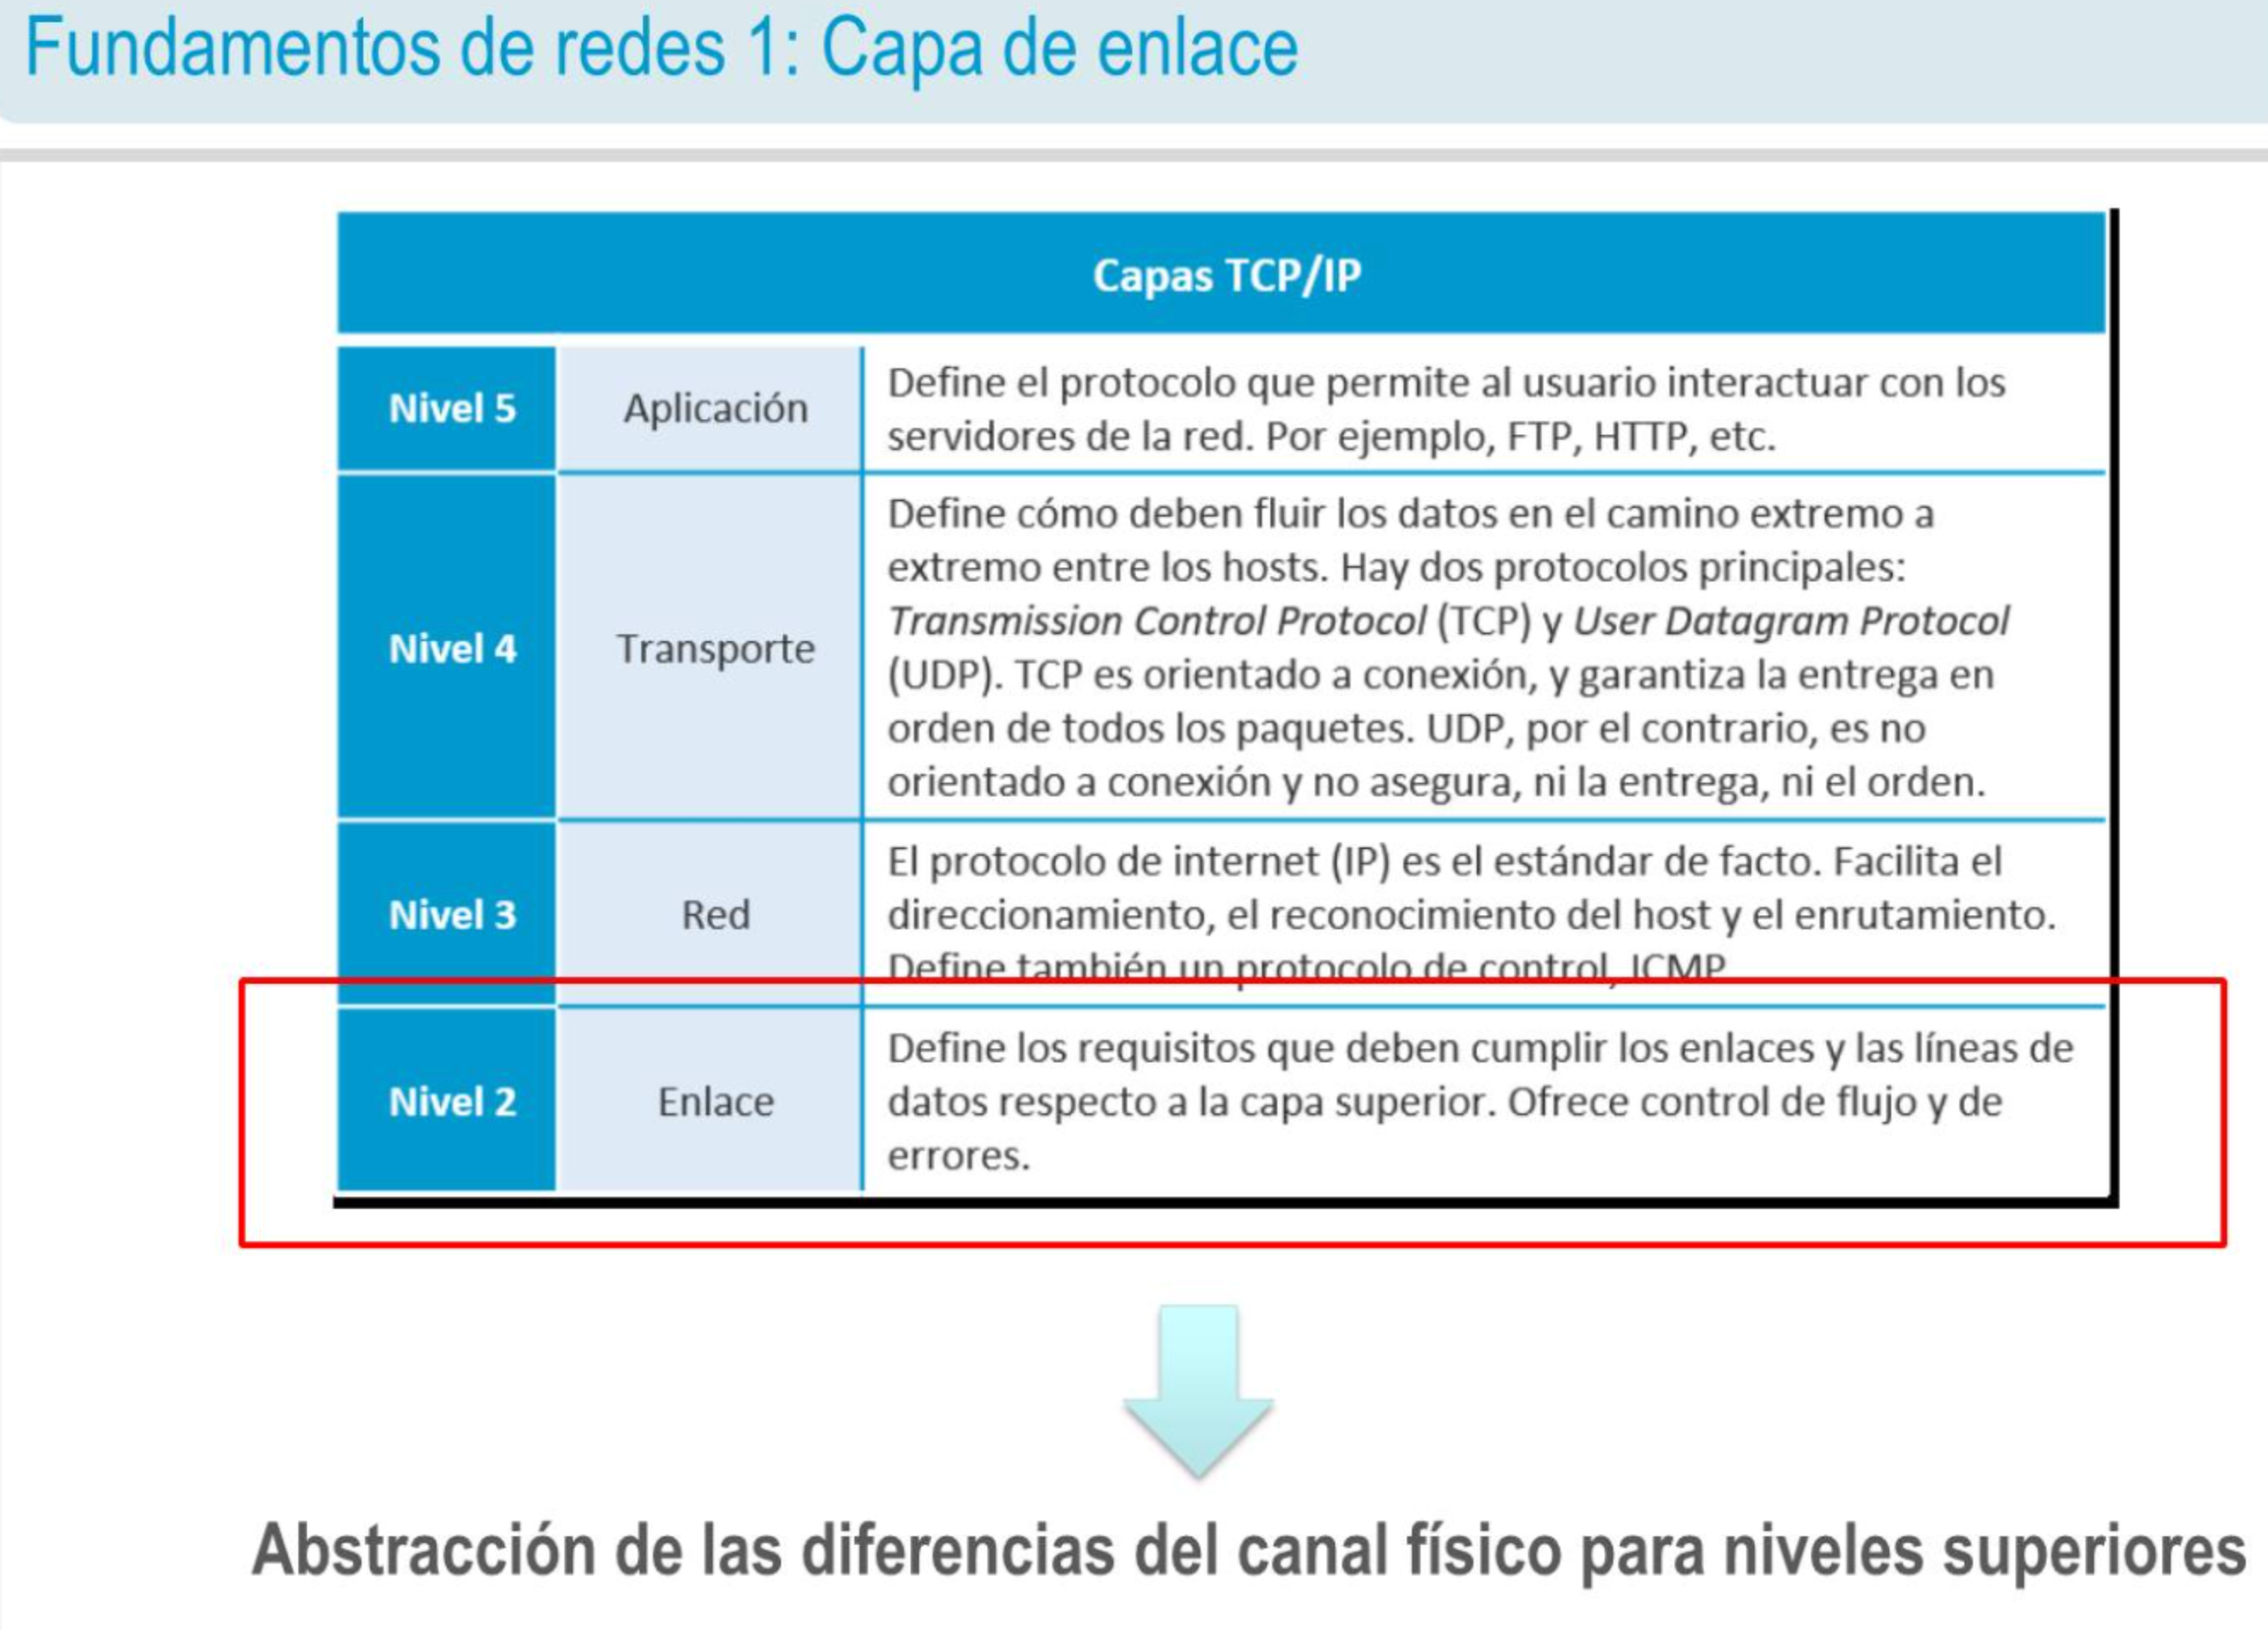 Fundamentos de redes 1: Capa de enlace
Capas TCP/IP
Nivel 5
Aplicación
Define el protocolo que permite al usuario interactuar con los
servidores de la red. Por ejemplo, FTP, HTTP, etc.
Nivel 4
Transporte
Define cómo deben fluir los datos en el camino extremo a
extremo entre los hosts. Hay dos protocolos principales:
Transmission Control Protocol (TCP) y User Datagram Protocol
(UDP). TCP es orientado a conexión, y garantiza la entrega en
orden de todos los paquetes. UDP, por el contrario, es no
orientado a conexión y no asegura, ni la entrega, ni el orden.
Nivel 3
Red
El protocolo de internet (IP) es el estándar de facto. Facilita el
direccionamiento, el reconocimiento del host y el enrutamiento.
Define también un protocolo de control, ICMP
Nivel 2
Enlace
Define los requisitos que deben cumplir los enlaces y las líneas de
datos respecto a la capa superior. Ofrece control de flujo y de
errores.
Abstracción de las diferencias del canal físico para niveles superiores